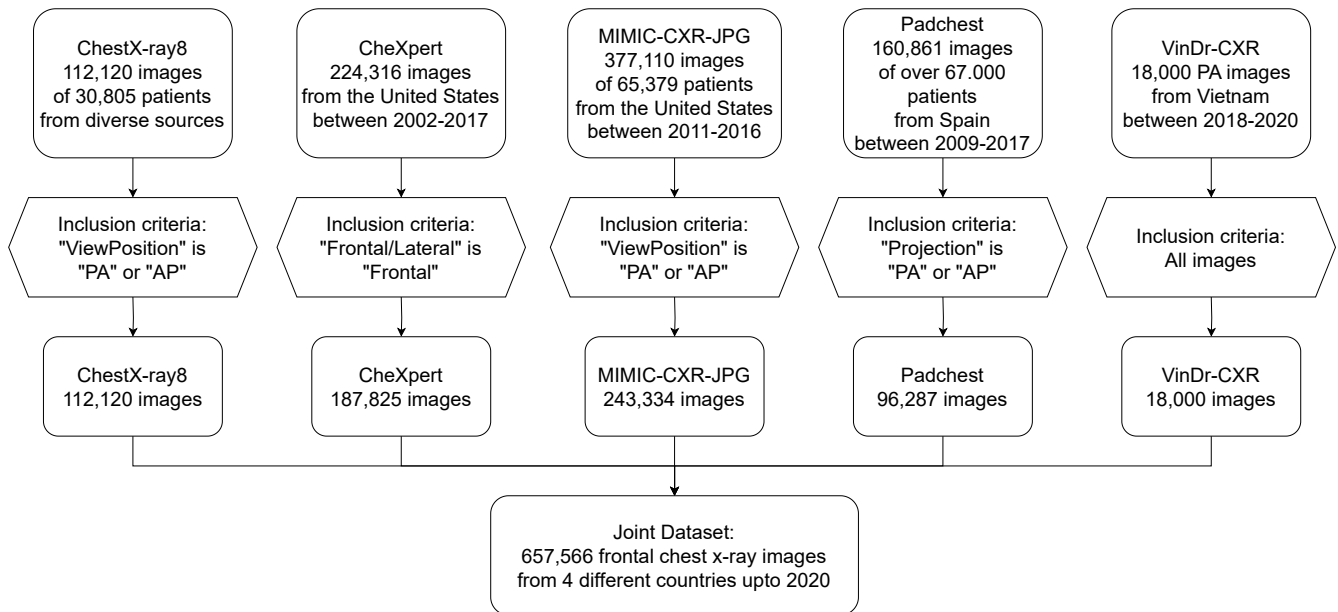 ChestX-ray8
112,120 images
of 30,805 patients
from diverse sources
CheXpert
224,316 images
from the United States
between 2002-2017
MIMIC-CXR-JPG
377,110 images
of 65,379 patients
from the United States
between 2011-2016
Padchest
160,861 images
of over 67.000
patients
from Spain
between 2009-2017
VinDr-CXR
18,000 PA images
from Vietnam
between 2018-2020
Inclusion criteria:
"ViewPosition" is
"PA" or "AP"
Inclusion criteria:
"Frontal/Lateral" is
"Frontal"
Inclusion criteria:
"ViewPosition" is
"PA" or "AP"
Inclusion criteria:
"Projection" is
"PA" or "AP"
Inclusion criteria:
All images
ChestX-ray8
112,120 images
CheXpert
187,825 images
MIMIC-CXR-JPG
243,334 images
Padchest
96,287 images
VinDr-CXR
18,000 images
Joint Dataset:
657,566 frontal chest x-ray images
from 4 different countries upto 2020